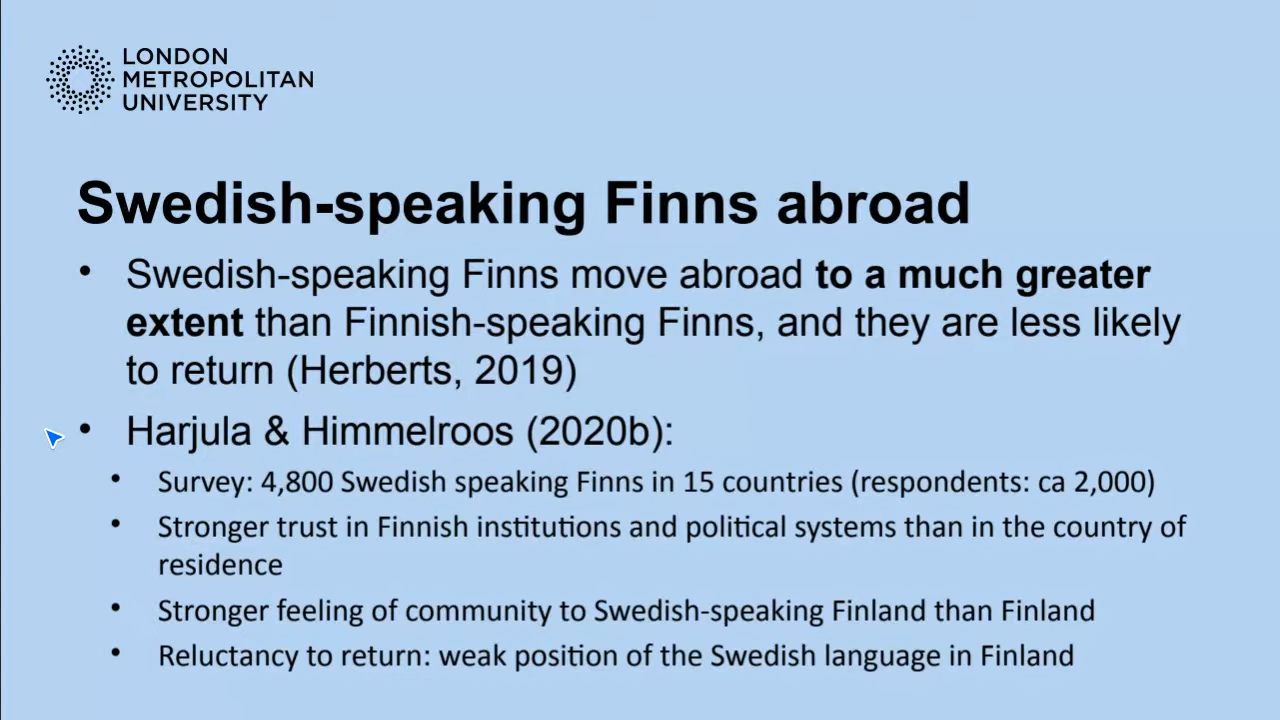 LONDON
METROPOLITAN
UNIVERSITY
Swedish-speaking Finns abroad
• Swedish-speaking Finns move abroad to a much greater
extent than Finnish-speaking Finns, and they are less likely
to return (Herberts, 2019)
• Harjula & Himmelroos (2020b):
• Survey: 4,800 Swedish speaking Finns in 15 countries (respondents: ca 2,000)
• Stronger trust in Finnish institutions and political systems than in the country of
residence
• Stronger feeling of community to Swedish-speaking Finland than Finland
• Reluctancy to return: weak position of the Swedish language in Finland